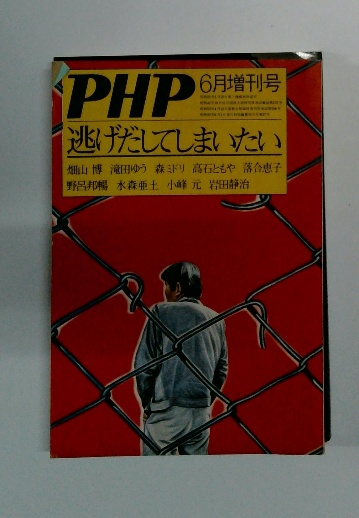 PHP 6月増刊号
逃げだしてしまいたい
畑山 博 滝田ゆう 森ミドリ 高石ともや 落合恵子
野呂邦暢 水森亜土 小峰 元 岩田静治